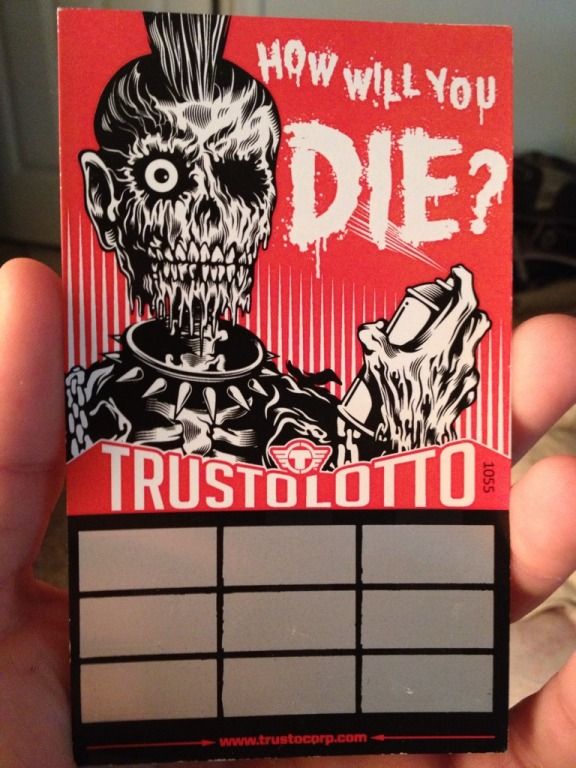 HOW WILL YOU
DIE?
TRUSTOLOTTO
1055
www.trustocorp.com